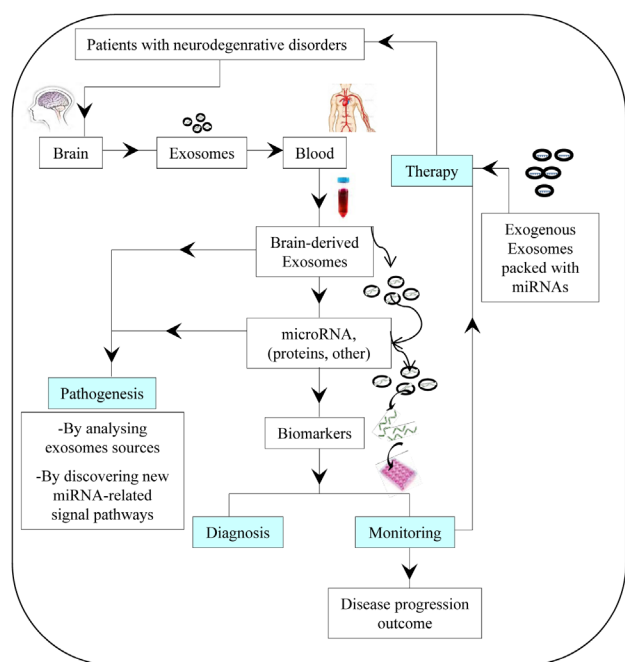 Patients with neurodegenrative disorders
Brain
Exosomes
Blood
Therapy
Exogenous
Exosomes
packed with
miRNAs
Brain-derived
Exosomes
microRNA,
(proteins, other)
Pathogenesis
-By analysing
exosomes sources
-By discovering new
miRNA-related
signal pathways
Biomarkers
Diagnosis
Monitoring
Disease progression
outcome